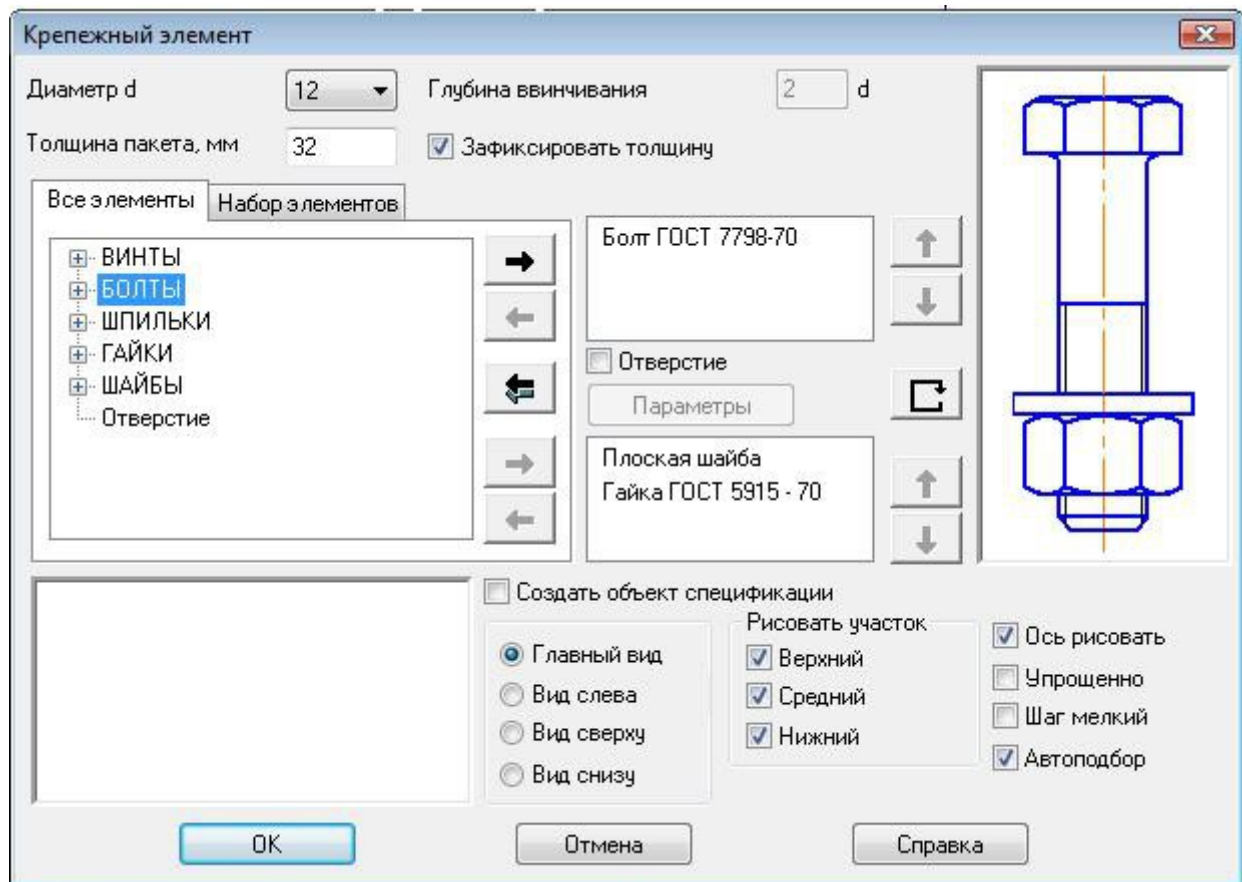 Крепежный элемент
Диаметр d 12 Глубина ввинчивания 2 d
Толщина пакета, мм 32 Зафиксировать толщину
Все элементы Набор элементов
ВИНТЫ
БОЛТЫ
ШПИЛЬКИ
ГАЙКИ
ШАЙБЫ
Отверстие
Болт ГОСТ 7798-70
Отверстие
Параметры
Плоская шайба
Гайка ГОСТ 5915 - 70
Создать объект спецификации
Главный вид
Вид слева
Вид сверху
Вид снизу
Рисовать участок
Верхний
Средний
Нижний
Ось рисовать
Упрощенно
Шаг мелкий
Автоподбор
OK Отмена Справка